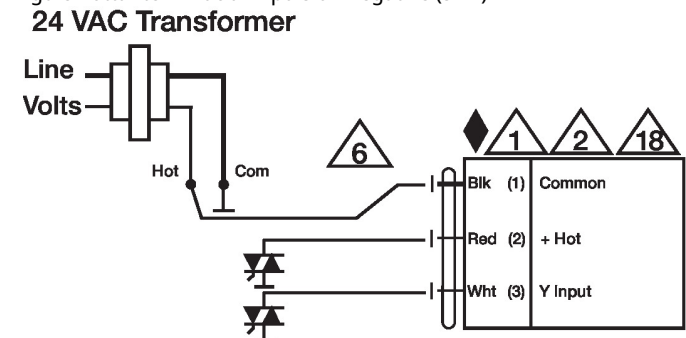 24 VAC Transformer
Line
Volts
Hot
Com
6
1
2
18
Blk (1) Common
Red (2) + Hot
Wht (3) Y Input